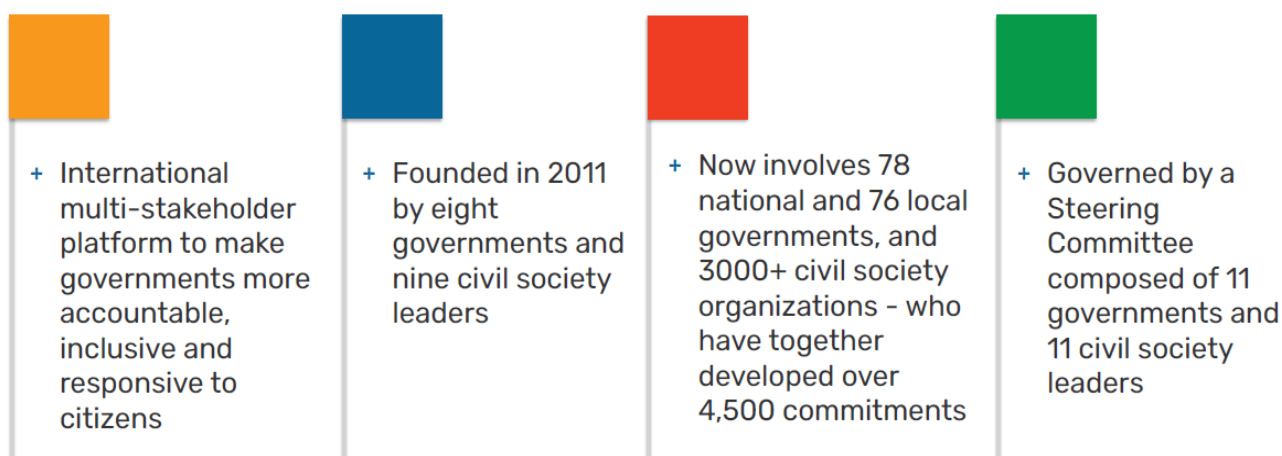 + International
multi-stakeholder
platform to make
governments more
accountable,
inclusive and
responsive to
citizens
+ Founded in 2011
by eight
governments and
nine civil society
leaders
+ Now involves 78
national and 76 local
governments, and
3000+ civil society
organizations - who
have together
developed over
4,500 commitments
+ Governed by a
Steering
Committee
composed of 11
governments and
11 civil society
leaders